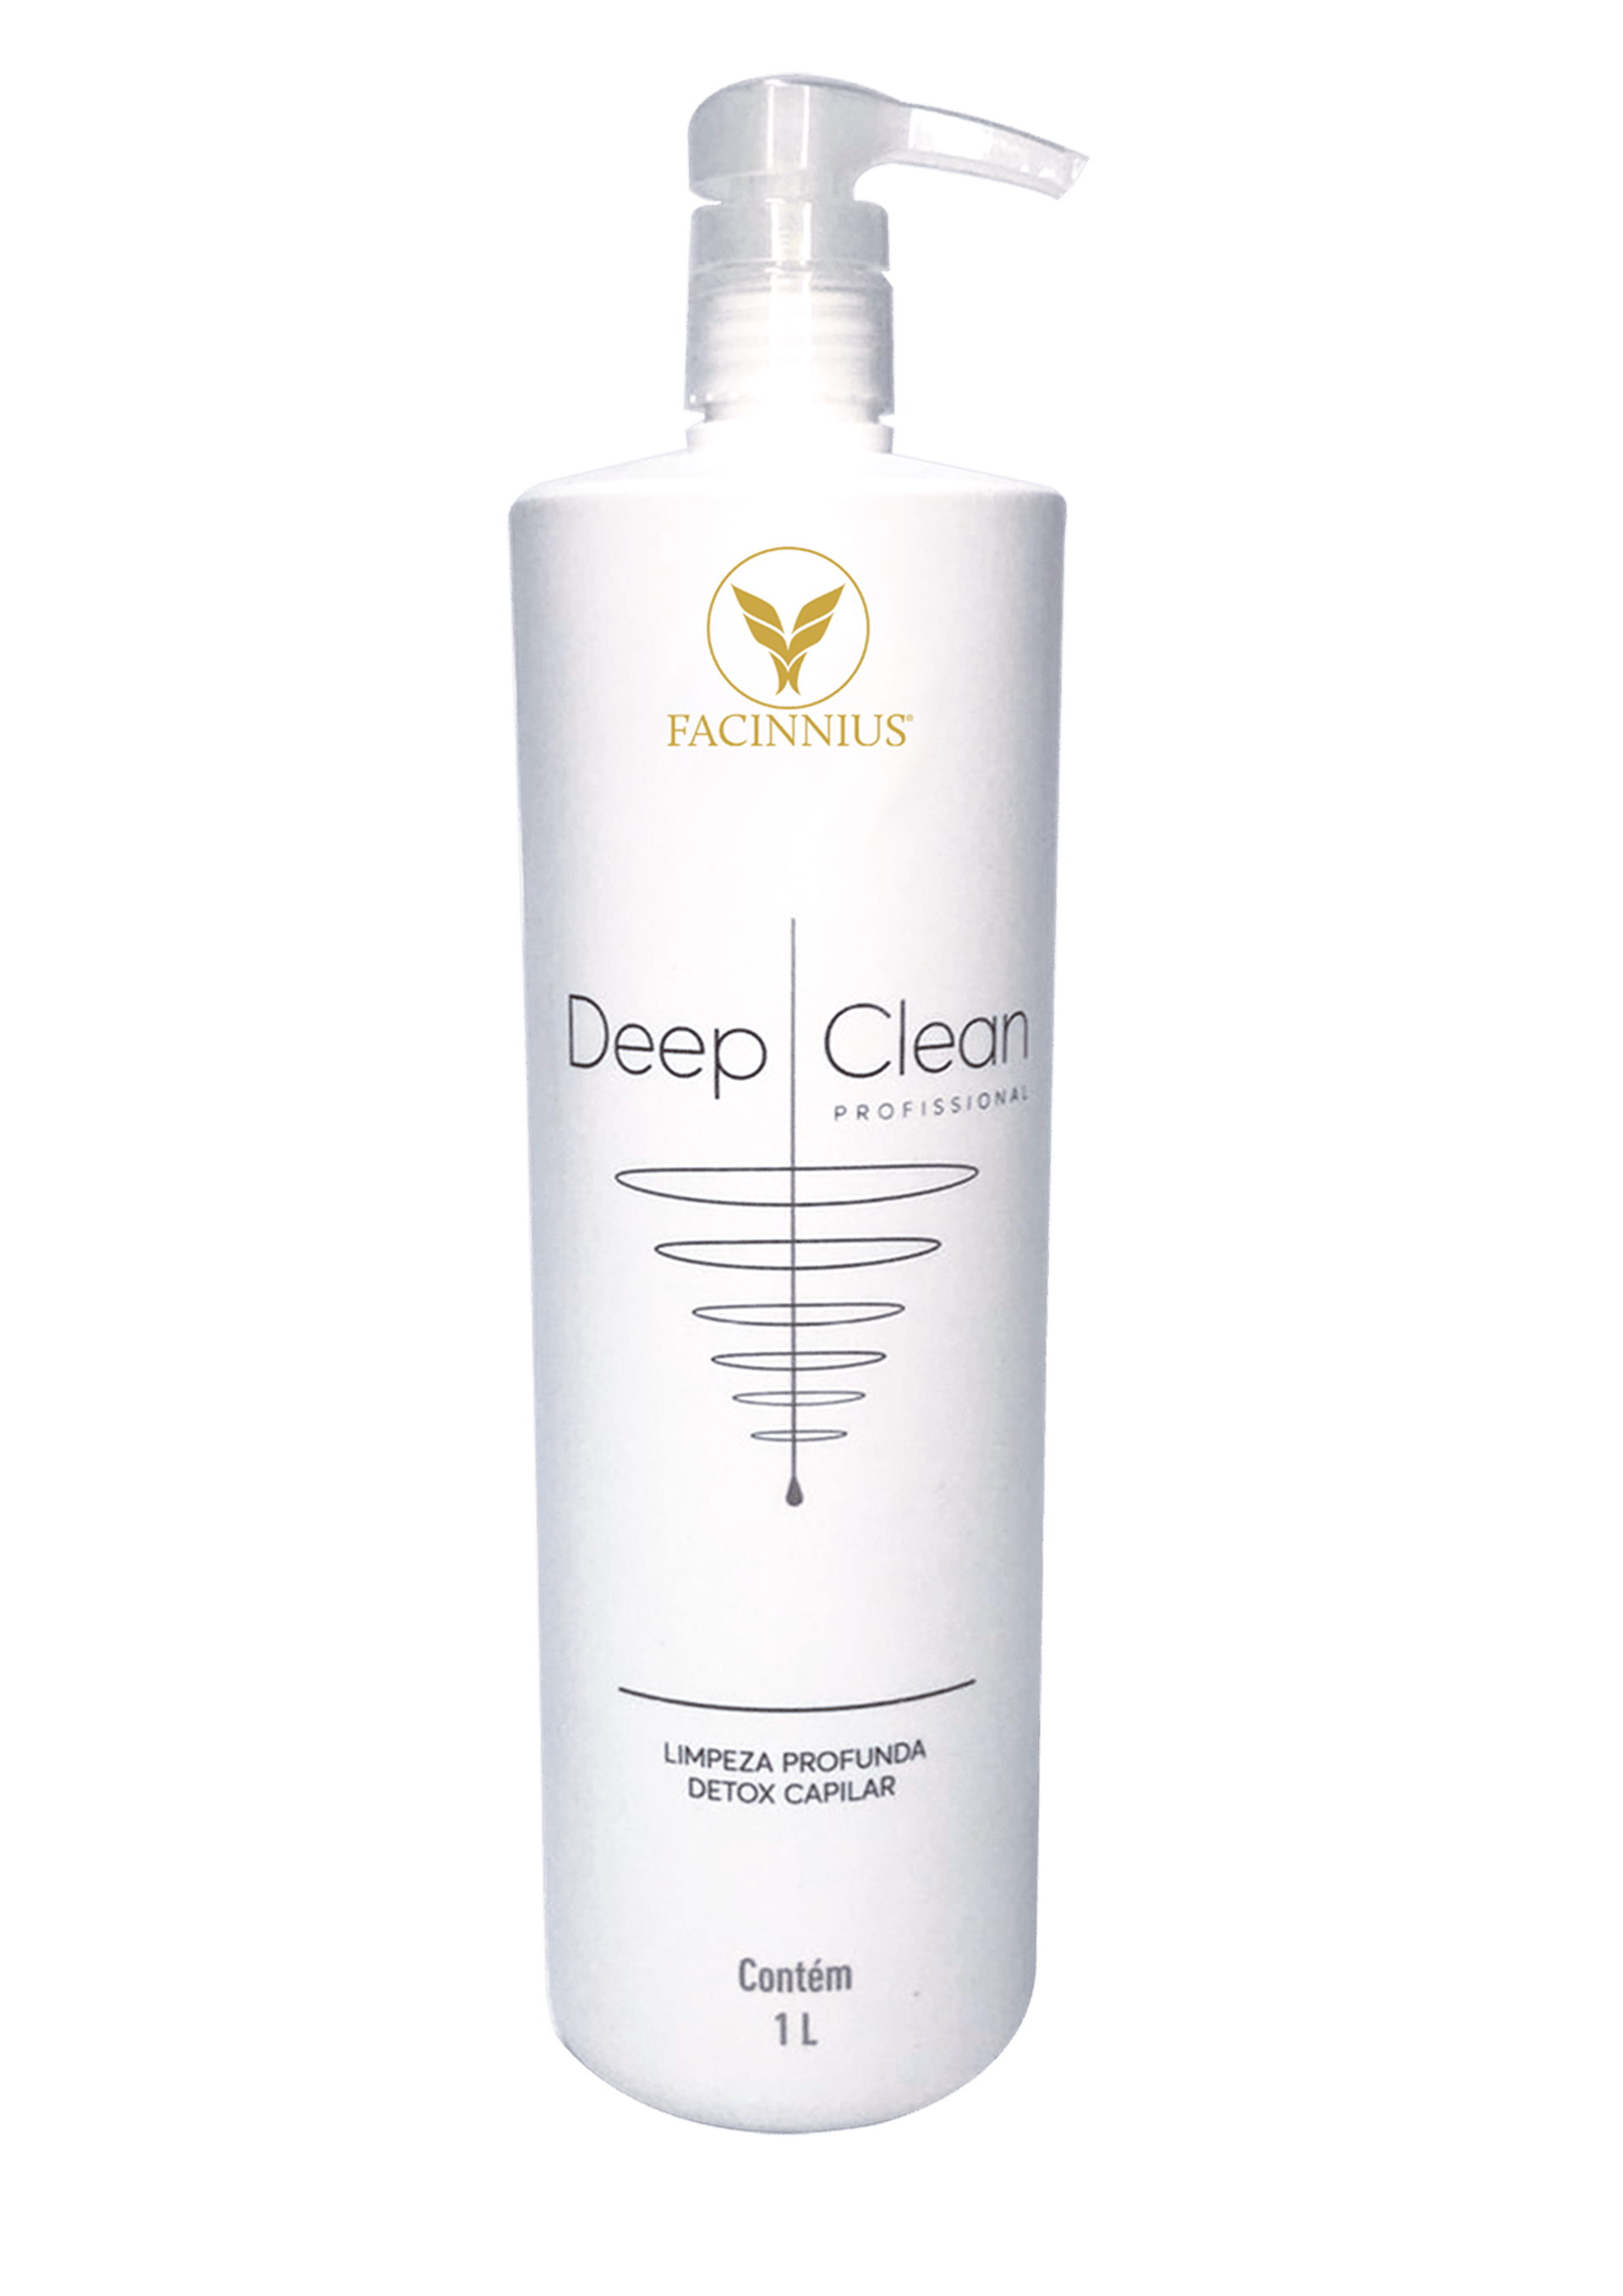 FACINNIUS®
Deep Clean
PROFISSIONAL
LIMPEZA PROFUNDA
DETOX CAPILAR
Contém
1 L